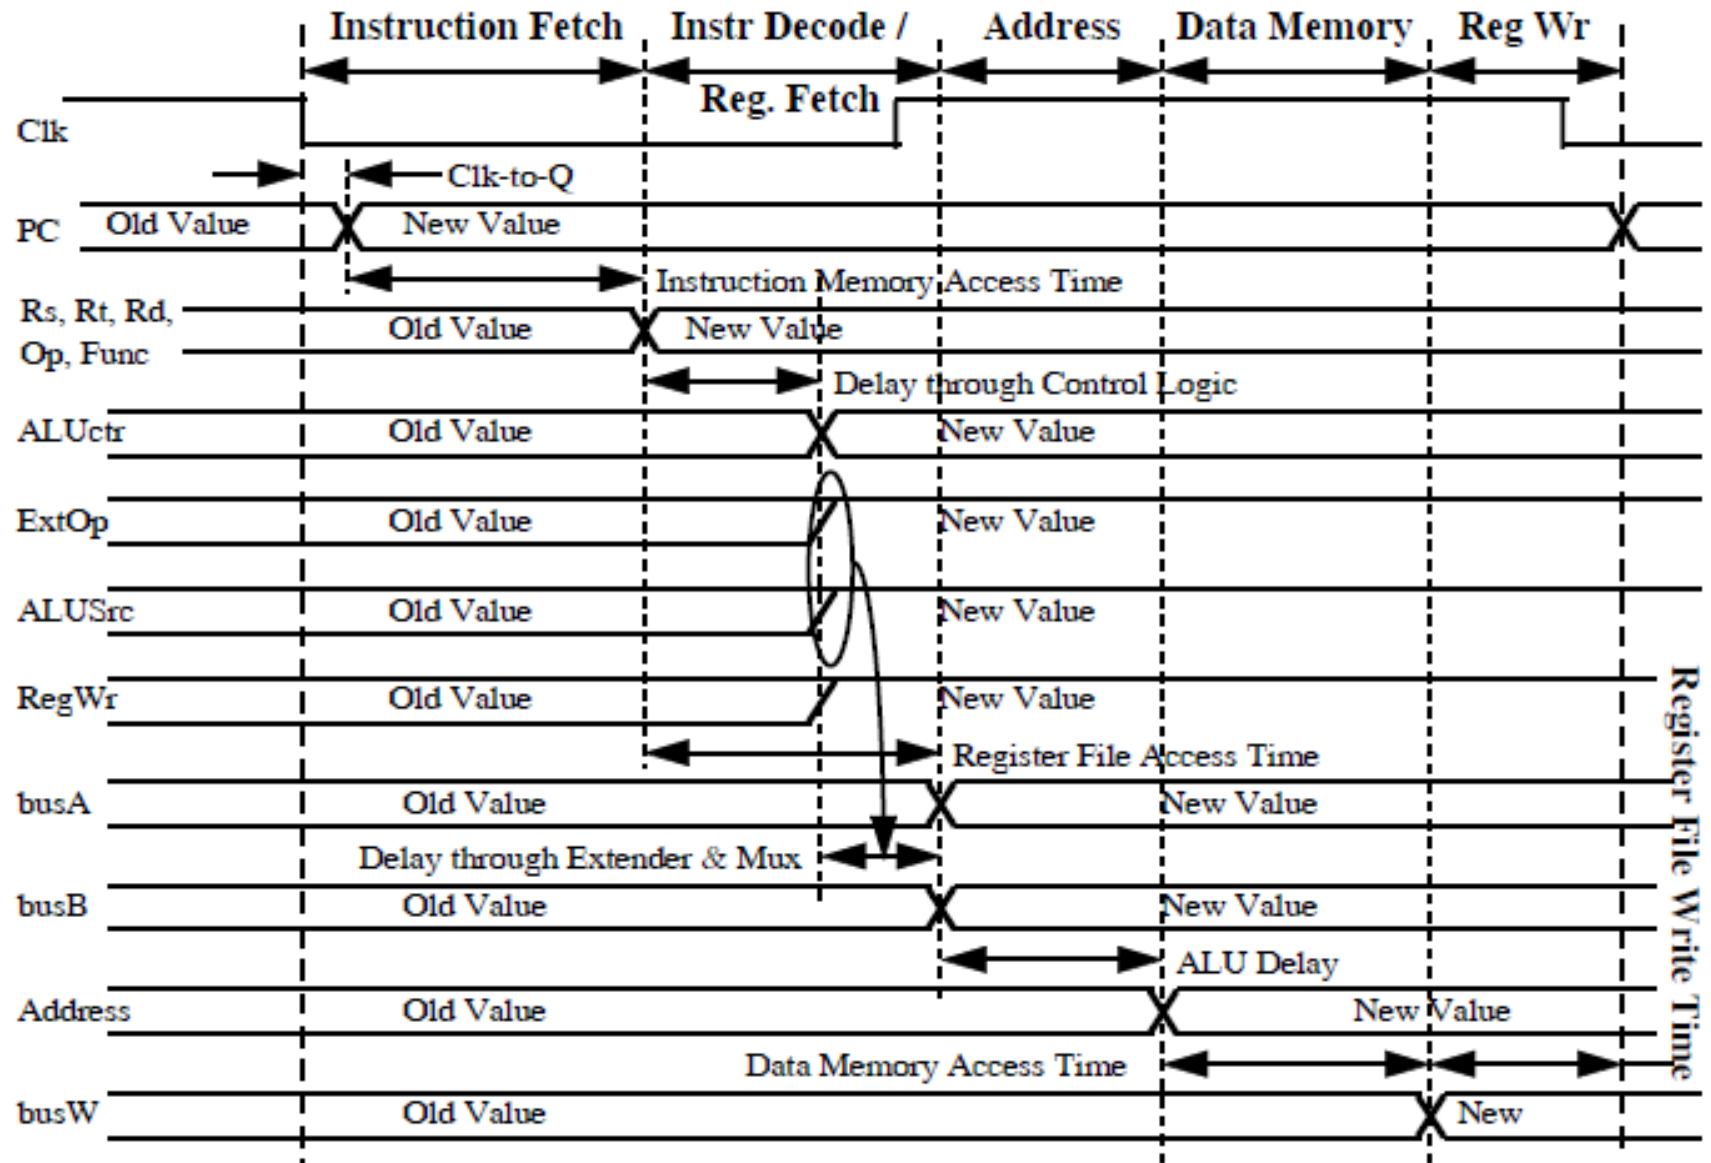 Instruction Fetch Instr Decode / Address Data Memory Reg Wr
Reg. Fetch
Clk
Clk-to-Q
PC Old Value New Value
Instruction Memory Access Time
Rs, Rt, Rd,
Op, Func
Old Value New Value
Delay through Control Logic
ALUctr Old Value New Value
ExtOp Old Value New Value
ALUSrc Old Value New Value
RegWr Old Value New Value
Register File Access Time
busA Old Value New Value
Delay through Extender & Mux
busB Old Value New Value
ALU Delay
Address Old Value New Value
Data Memory Access Time
busW Old Value New
Register File Write Time